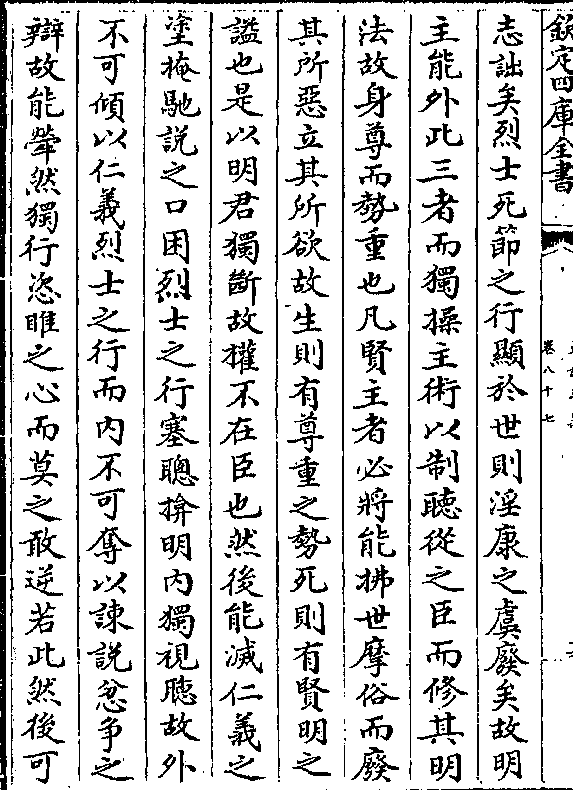 欽定四庫全書
卷八十七
志詘矣烈士死節之行顯於世則淫康之虞廢矣故明
主能外此三者而獨操主術以制聽從之臣而修其明
法故身尊而勢重也凡賢主者必將能拂世摩俗而廢
其所惡立其所欲故生則有尊重之勢死則有賢明之
諡也是以明君獨斷故權不在臣也然後能滅仁義之
塗掩馳説之口困烈士之行塞聰揜明内獨視聽故外
不可傾以仁義烈士之行而内不可奪以諫説忿争之
辯故能犖然獨行恣睢之心而莫之敢逆若此然後可